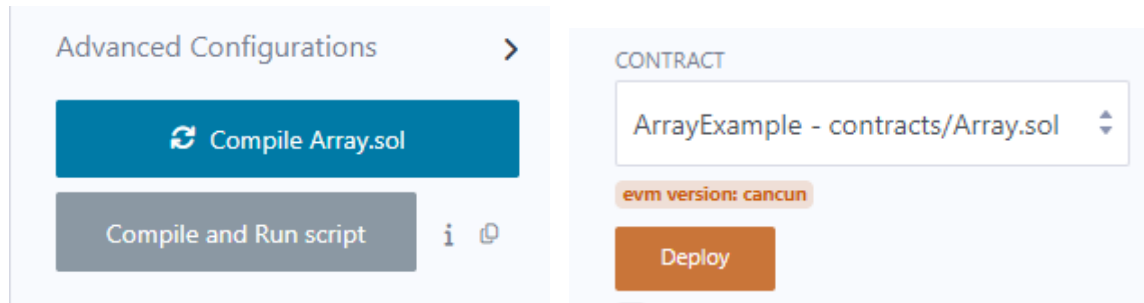 Advanced Configurations
Compile Array.sol
Compile and Run script
i
CONTRACT
ArrayExample - contracts/Array.sol
evm version: cancun
Deploy